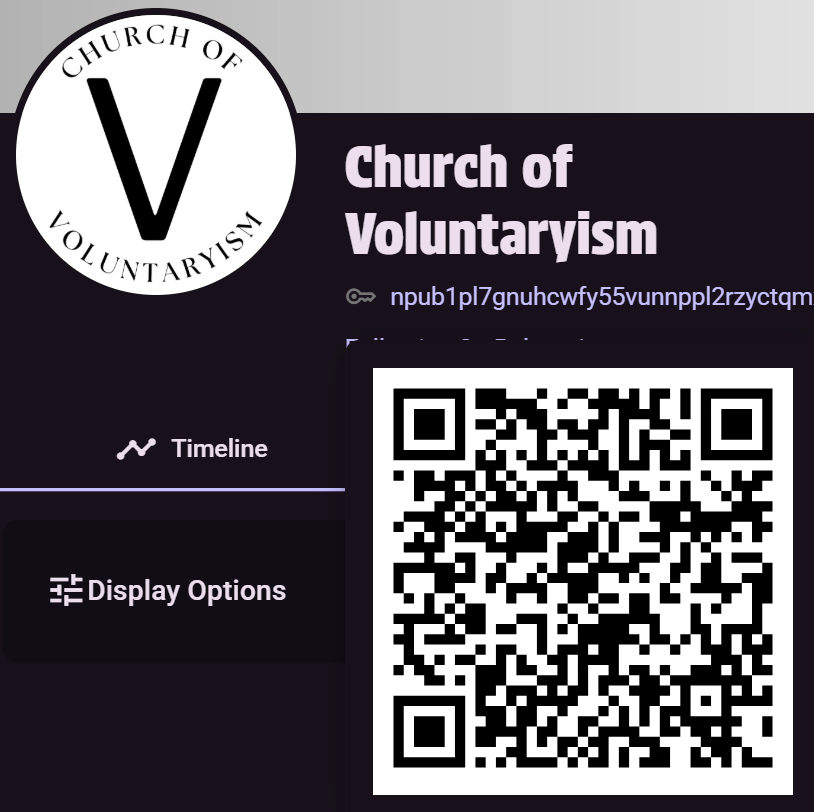 CHURCH OF
V
VOLUNTARYISM
Church of
Voluntaryism
npub1pl7gnuhcwfy55vunnppl2rzyctqm
Timeline
Display Options